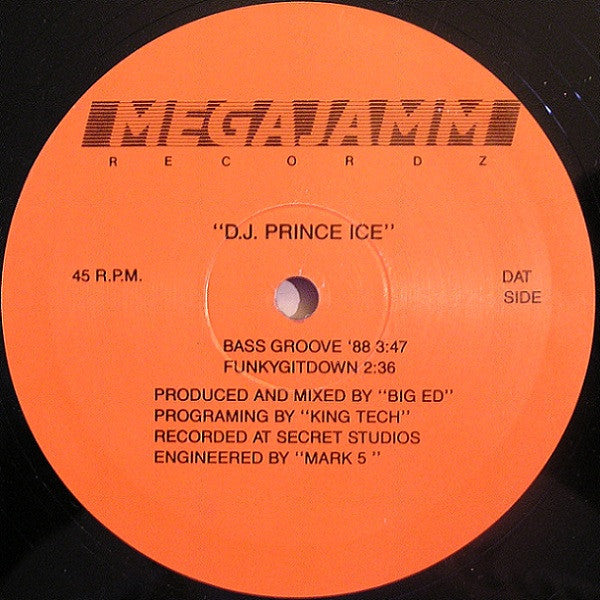 MEGAJAMM
RECORDZ
"D.J. PRINCE ICE"
45 R.P.M.
DAT
SIDE
BASS GROOVE '88 3:47
FUNKYGITDOWN 2:36
PRODUCED AND MIXED BY "BIG ED"
PROGRAMING BY "KING TECH"
RECORDED AT SECRET STUDIOS
ENGINEERED BY "MARK 5 "